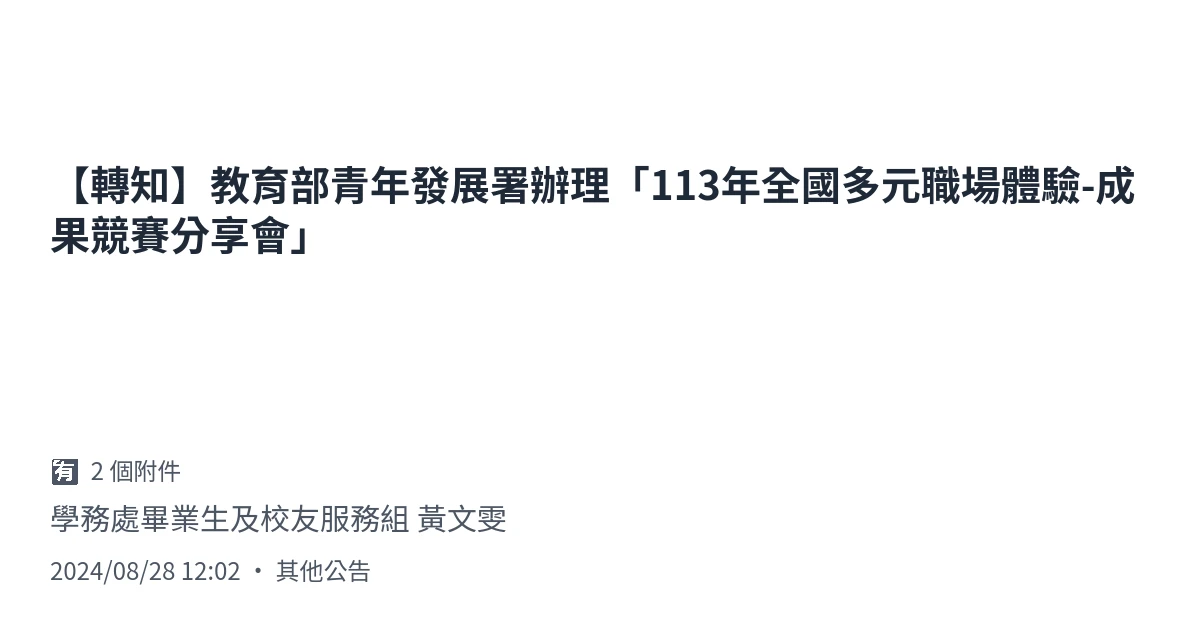 【轉知】教育部青年發展署辦理「113年全國多元職場體驗-成
果競賽分享會」
有 2 個附件
學務處畢業生及校友服務組 黃文雯
2024/08/28 12:02 • 其他公告